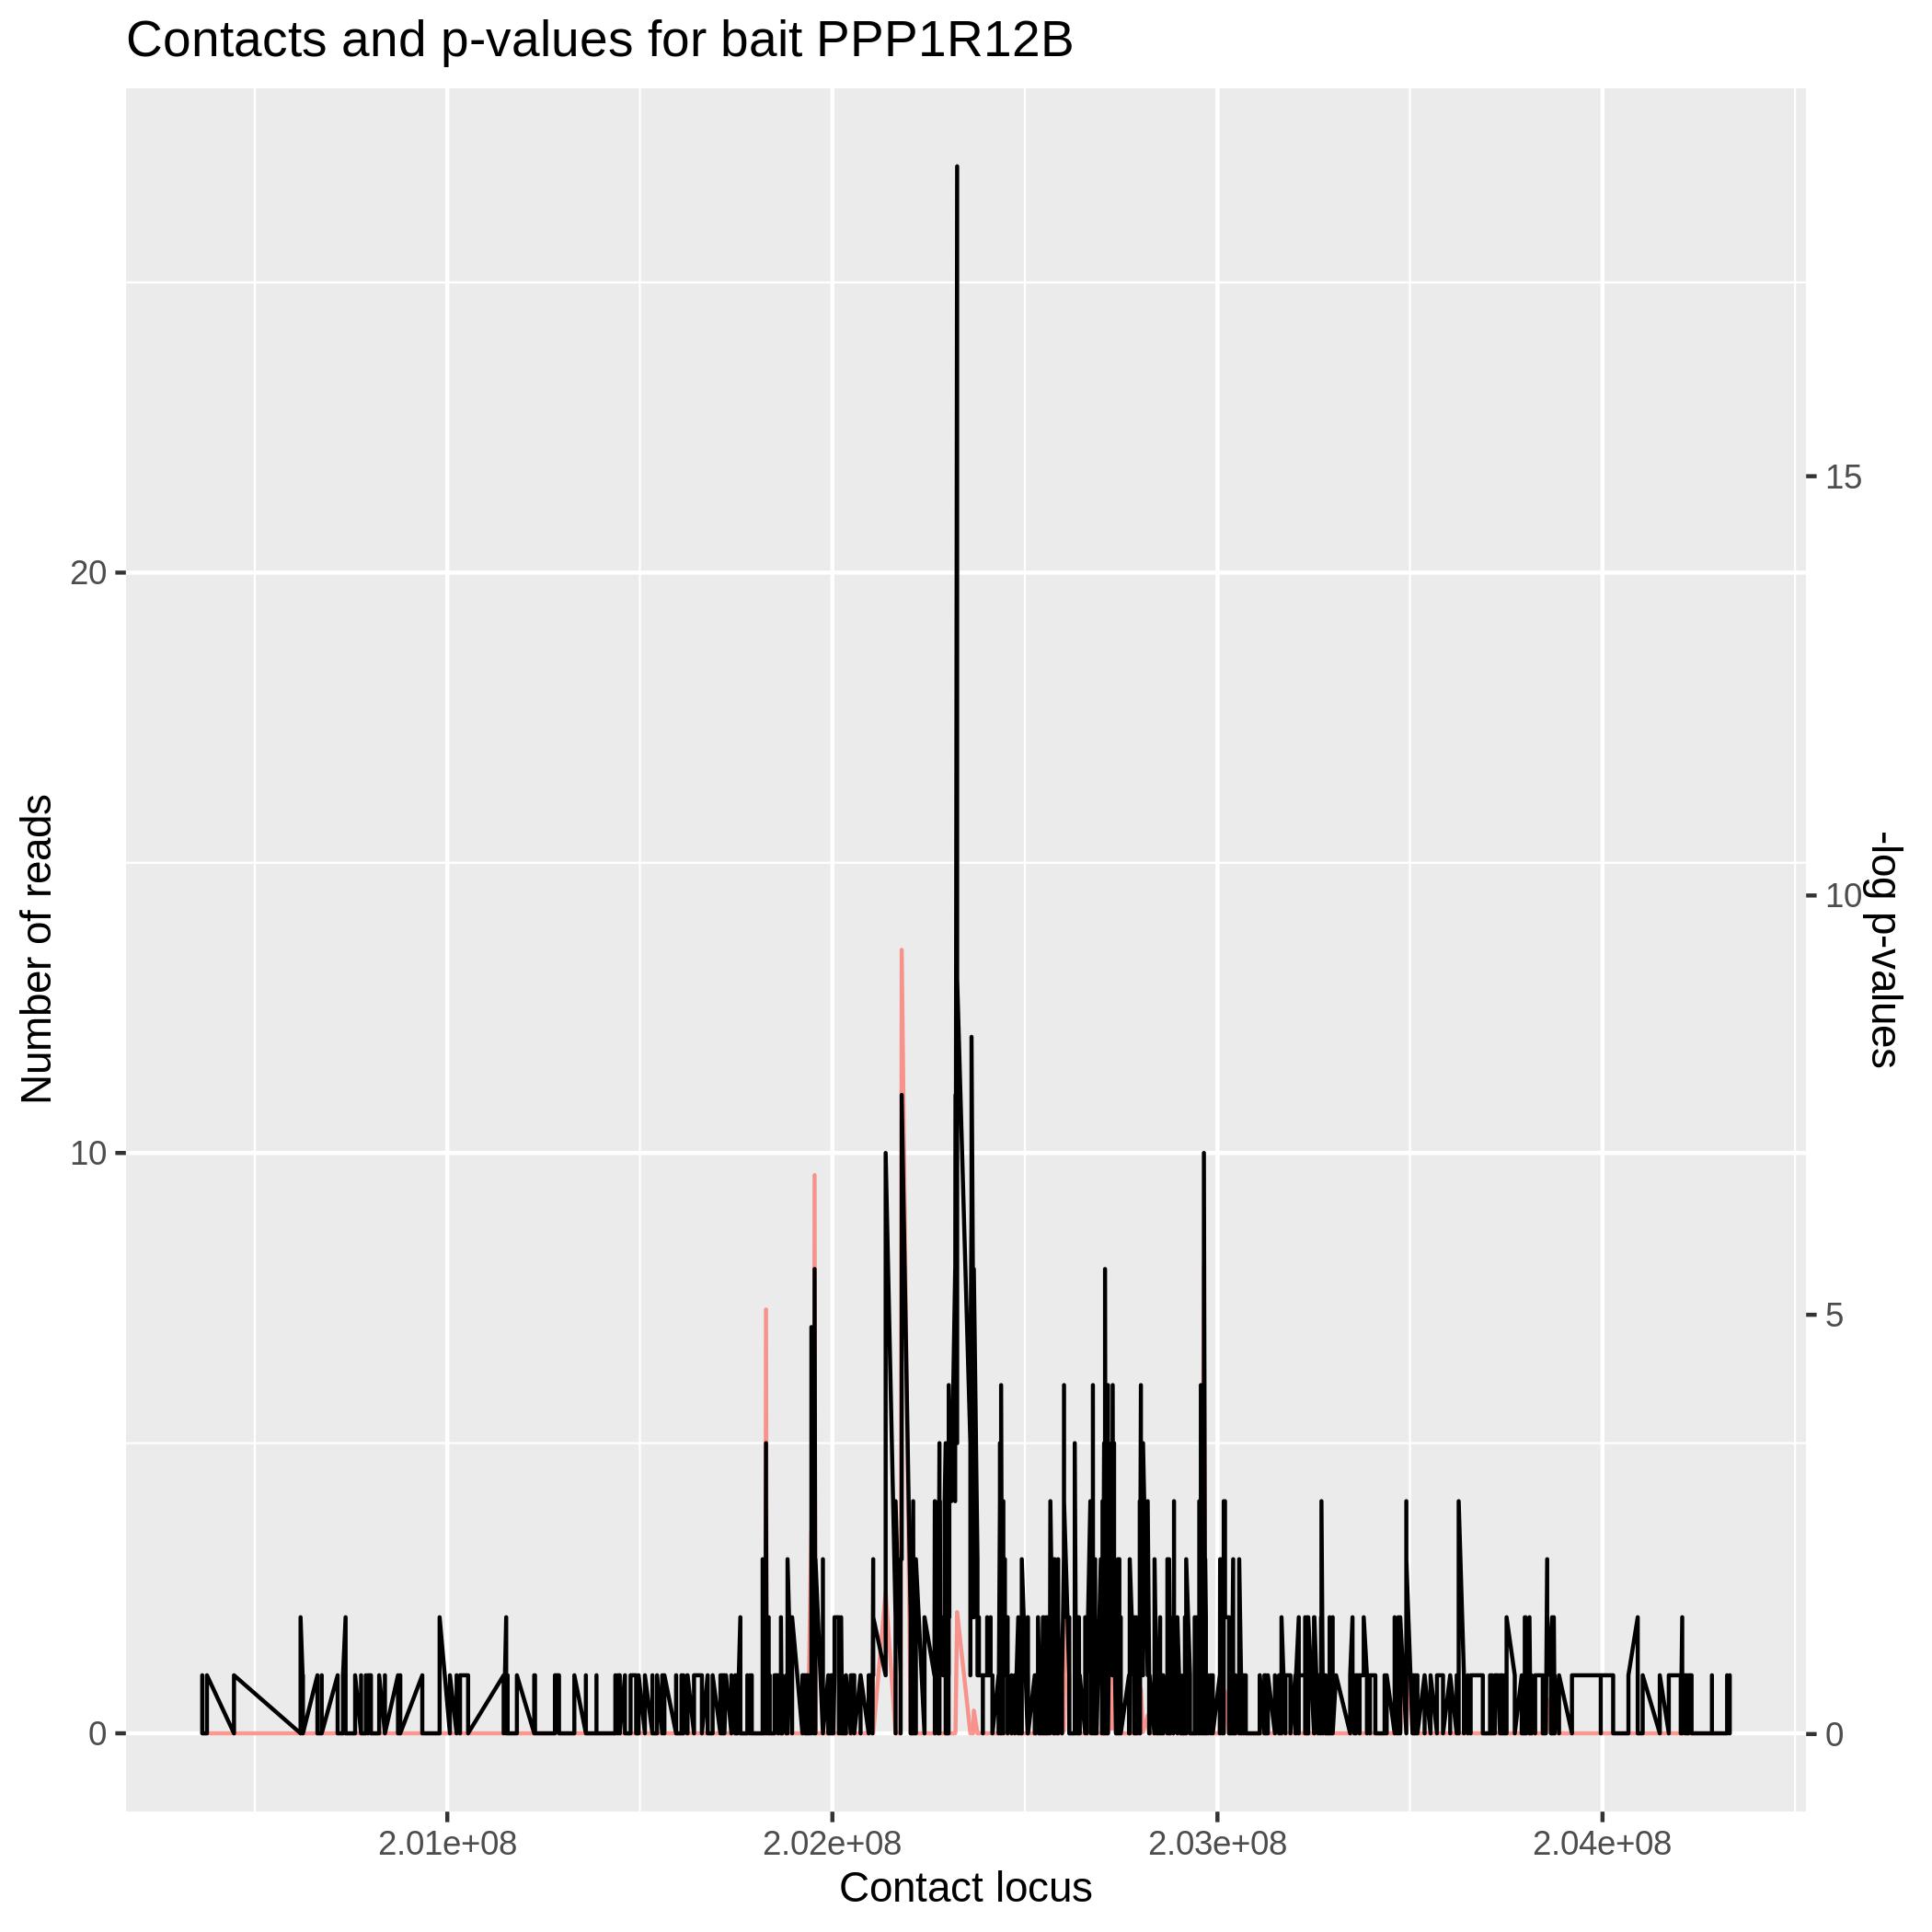 Contacts and p-values for bait PPP1R12B
20
10
0
Number of reads
15
10
5
0
-log p-values
2.01e+08
2.02e+08
2.03e+08
2.04e+08
Contact locus